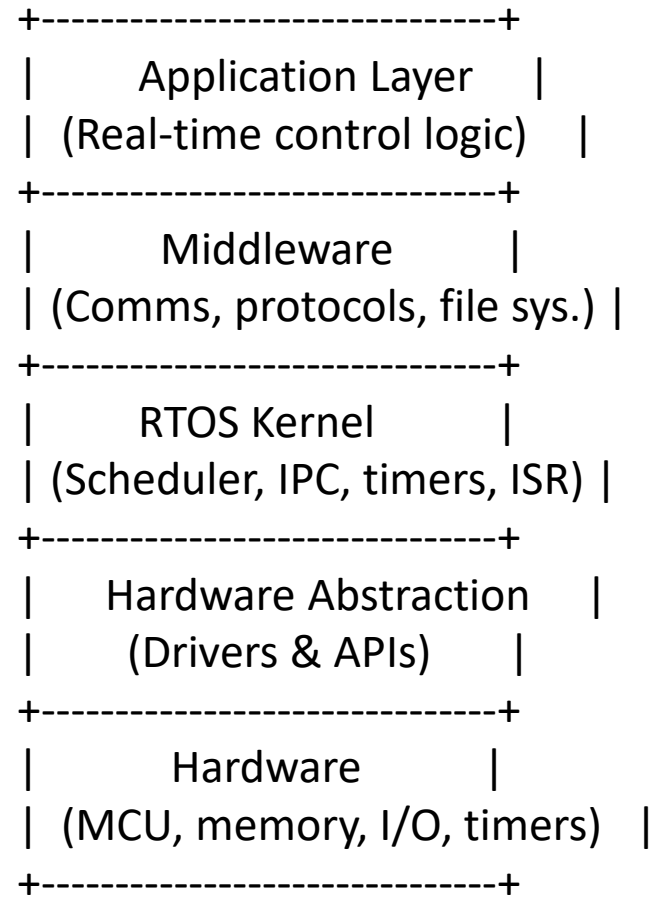 +-------------------------------+
|       Application Layer    |
|  (Real-time control logic)   |
+-------------------------------+
|         Middleware         |
| (Comms, protocols, file sys.) |
+-------------------------------+
|       RTOS Kernel         |
| (Scheduler, IPC, timers, ISR) |
+-------------------------------+
|     Hardware Abstraction     |
|       (Drivers & APIs)      |
+-------------------------------+
|          Hardware         |
|  (MCU, memory, I/O, timers)   |
+-------------------------------+